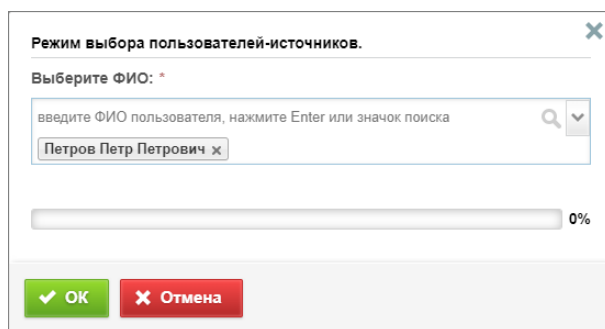 Режим выбора пользователей-источников.
Выберите ФИО: *
введите ФИО пользователя, нажмите Enter или значок поиска
Петров Петр Петрович ×
0%
ОК
Отмена